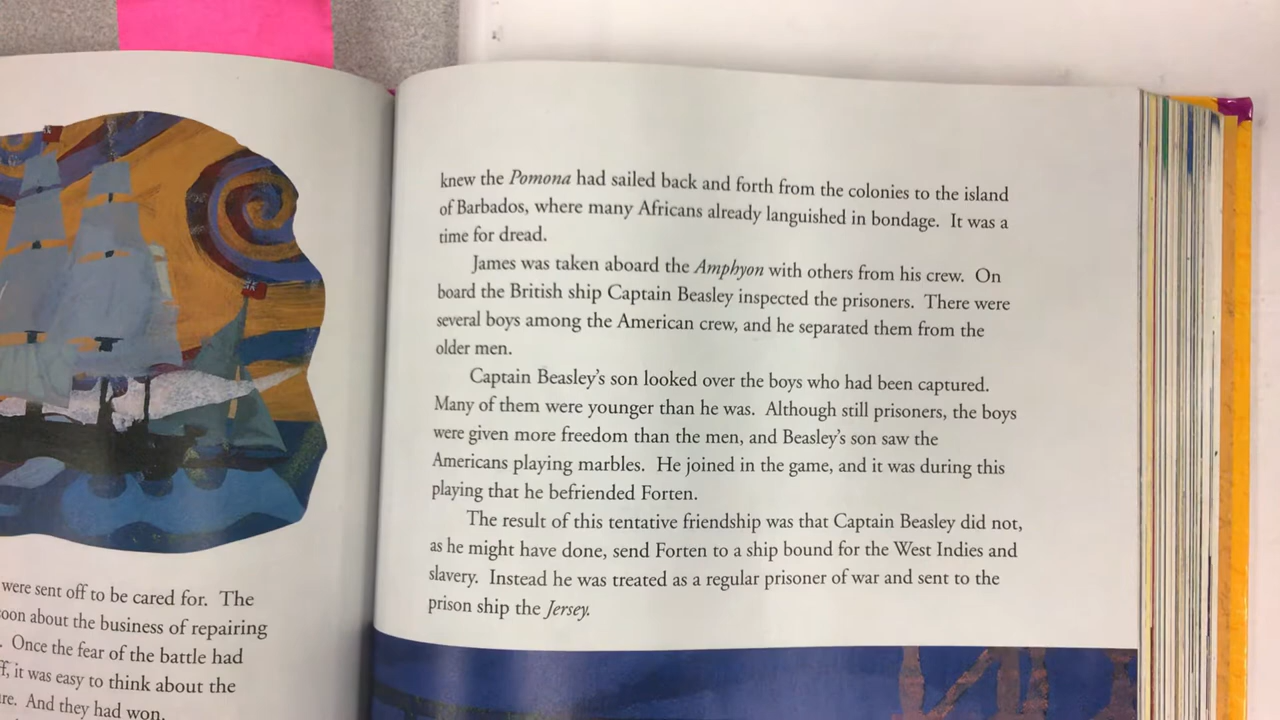 were sent off to be cared for. The
soon about the business of repairing
. Once the fear of the battle had
, it was easy to think about the
And they had won.
knew the Pomona had sailed back and forth from the colonies to the island
of Barbados, where many Africans already languished in bondage. It was a
time for dread.
James was taken aboard the Amphyon with others from his crew. On
board the British ship Captain Beasley inspected the prisoners. There were
several boys among the American crew, and he separated them from the
older men.
Captain Beasley's son looked over the boys who had been captured.
Many of them were younger than he was. Although still prisoners, the boys
were given more freedom than the men, and Beasley's son saw the
Americans playing marbles. He joined in the game, and it was during this
playing that he befriended Forten.
The result of this tentative friendship was that Captain Beasley did not,
as he might have done, send Forten to a ship bound for the West Indies and
slavery. Instead he was treated as a regular prisoner of war and sent to the
prison ship the Jersey.